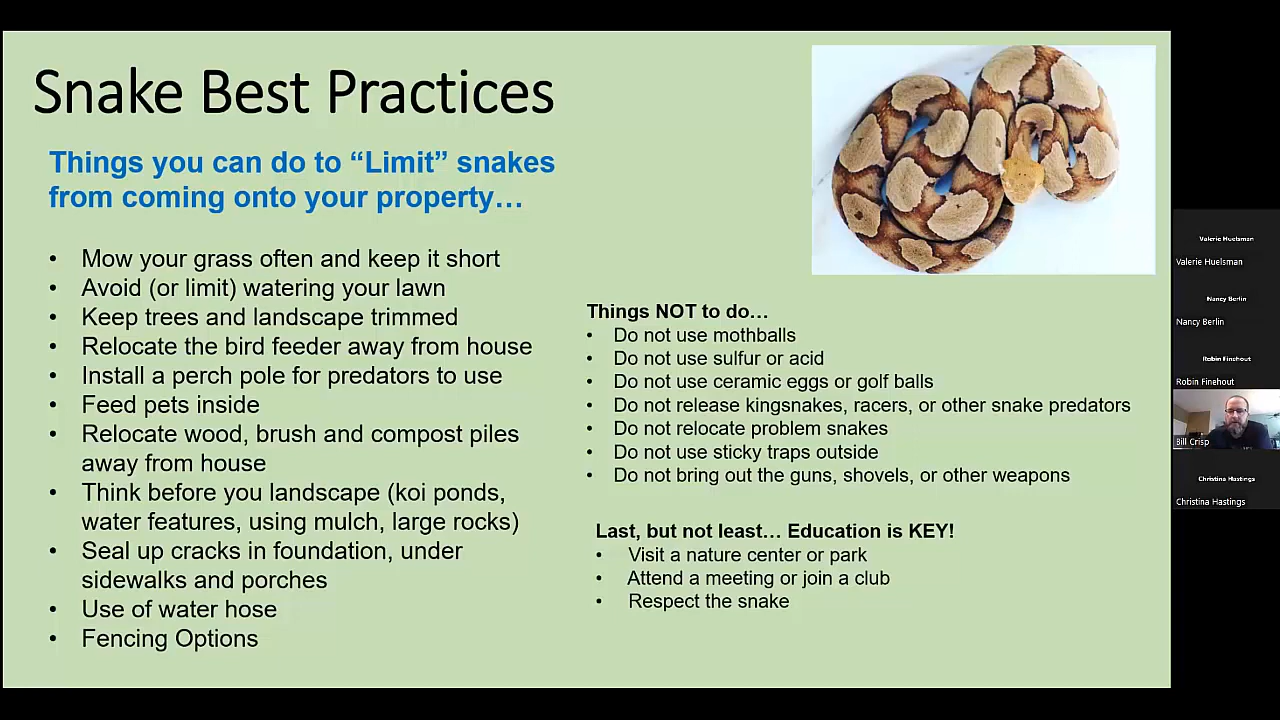 Snake Best Practices
Things you can do to “Limit” snakes
from coming onto your property…
• Mow your grass often and keep it short
• Avoid (or limit) watering your lawn
• Keep trees and landscape trimmed
• Relocate the bird feeder away from house
• Install a perch pole for predators to use
• Feed pets inside
• Relocate wood, brush and compost piles
away from house
• Think before you landscape (koi ponds,
water features, using mulch, large rocks)
• Seal up cracks in foundation, under
sidewalks and porches
• Use of water hose
• Fencing Options
Things NOT to do…
• Do not use mothballs
• Do not use sulfur or acid
• Do not use ceramic eggs or golf balls
• Do not release kingsnakes, racers, or other snake predators
• Do not relocate problem snakes
• Do not use sticky traps outside
• Do not bring out the guns, shovels, or other weapons
Last, but not least… Education is KEY!
• Visit a nature center or park
• Attend a meeting or join a club
• Respect the snake
Valerie Huelsman
Valerie Huelsman
Nancy Berlin
Nancy Berlin
Robin Finehout
Robin Finehout
Bill Crisp
Christina Hastings
Christina Hastings